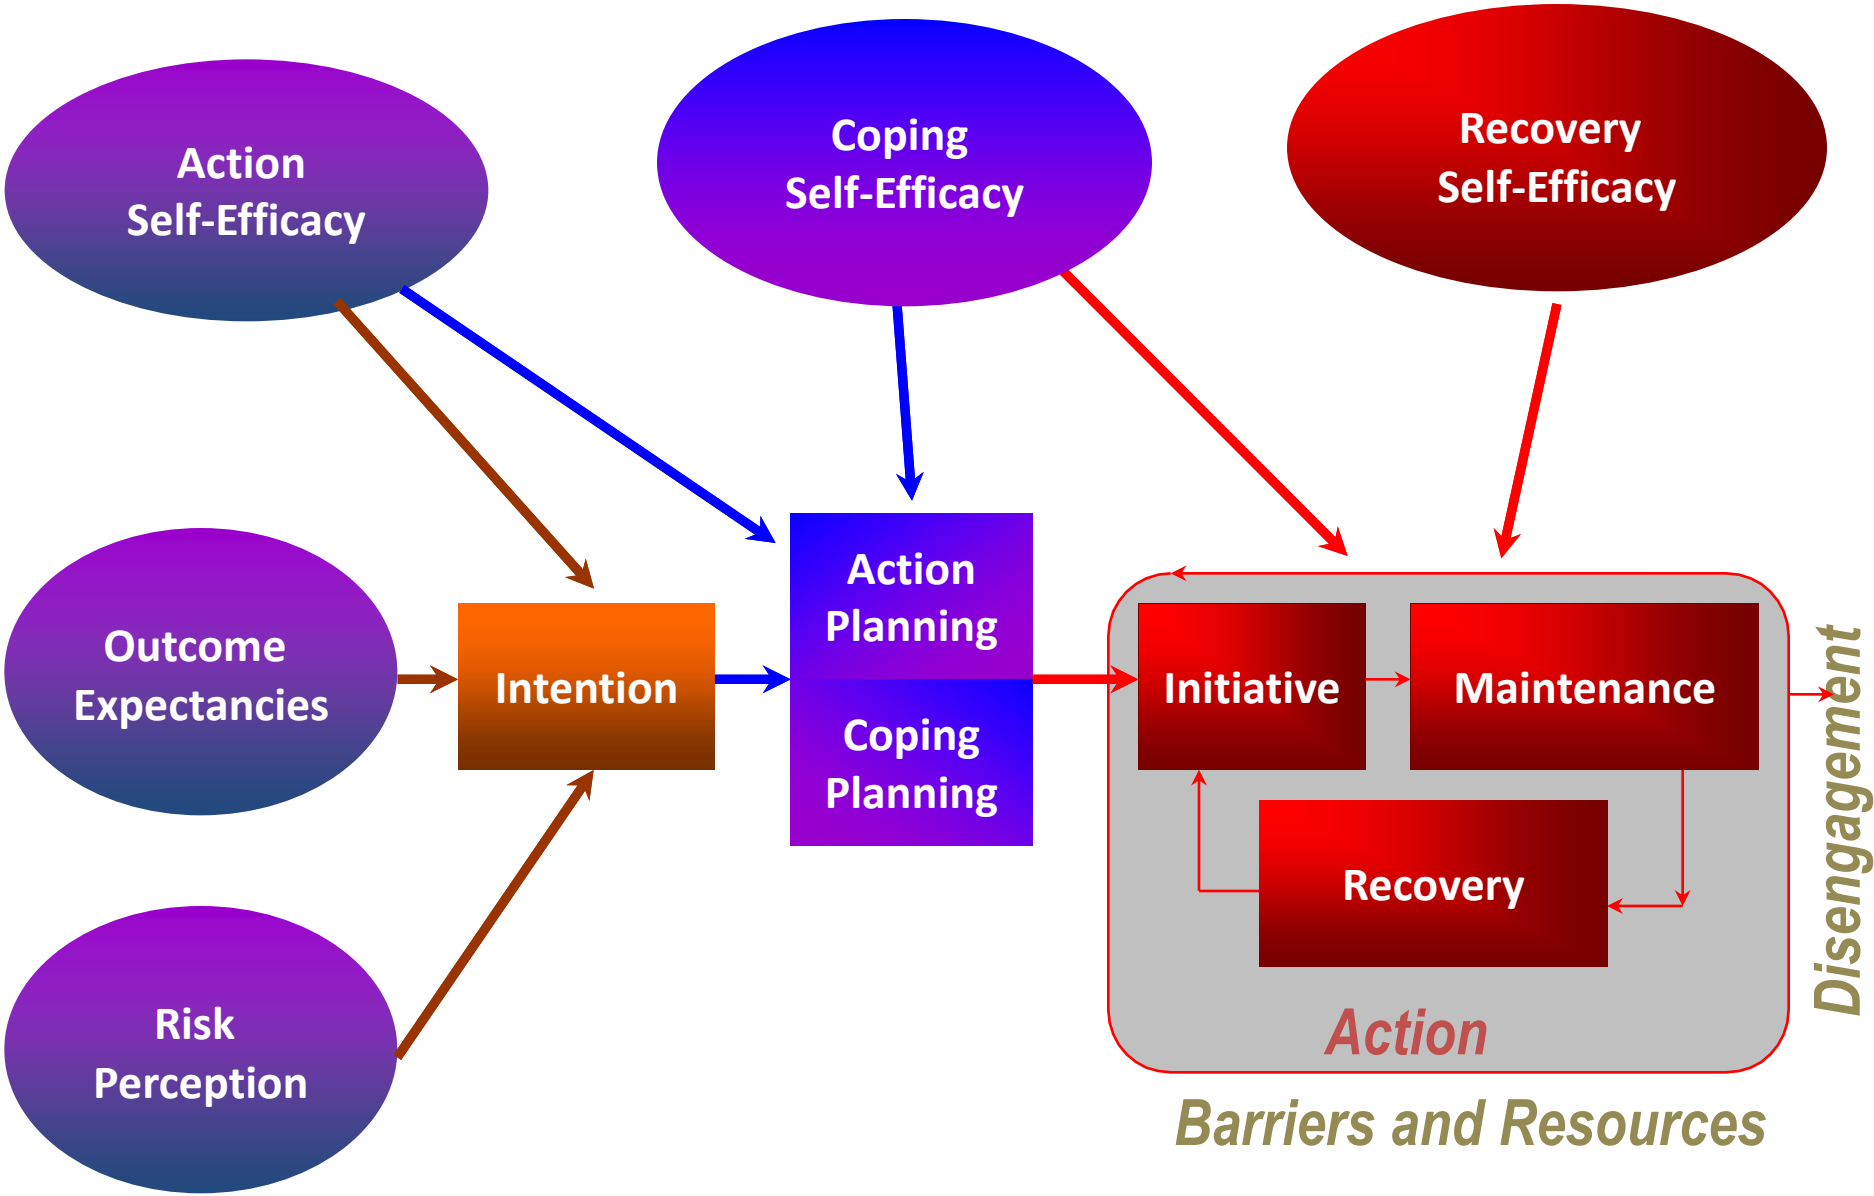 Action
Self-Efficacy
Coping
Self-Efficacy
Recovery
Self-Efficacy
Outcome
Expectancies
Intention
Action
Planning
Coping
Planning
Initiative
Maintenance
Recovery
Action
Disengagement
Risk
Perception
Barriers and Resources